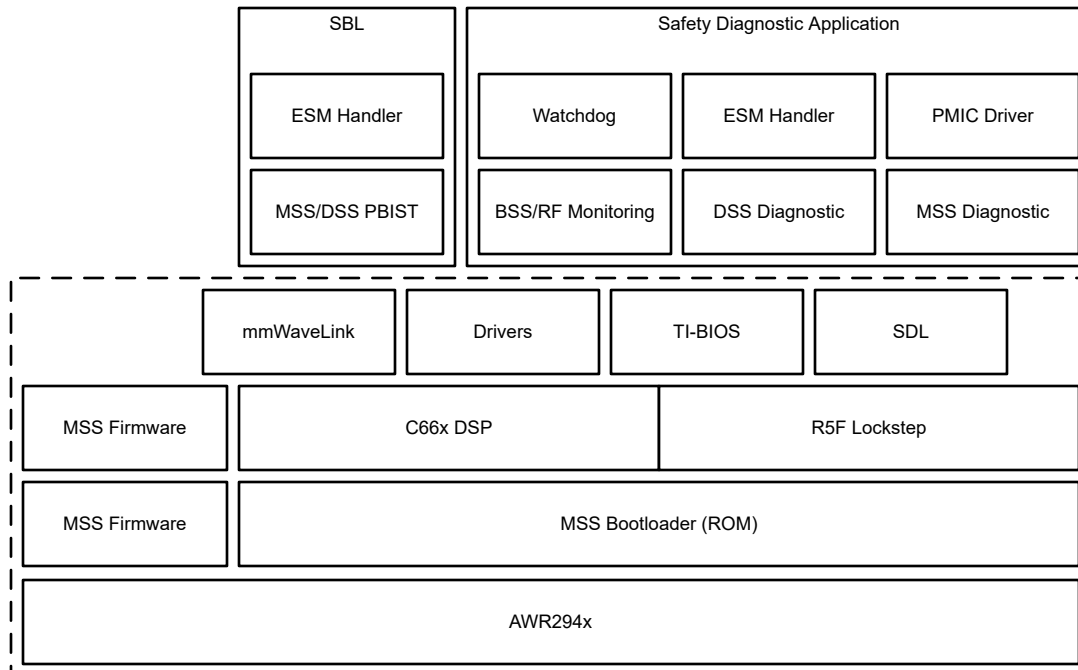 SBL
Safety Diagnostic Application
ESM Handler
Watchdog
ESM Handler
PMIC Driver
MSS/DSS PBIST
BSS/RF Monitoring
DSS Diagnostic
MSS Diagnostic
mmWaveLink
Drivers
TI-BIOS
SDL
MSS Firmware
C66x DSP
R5F Lockstep
MSS Firmware
MSS Bootloader (ROM)
AWR294x